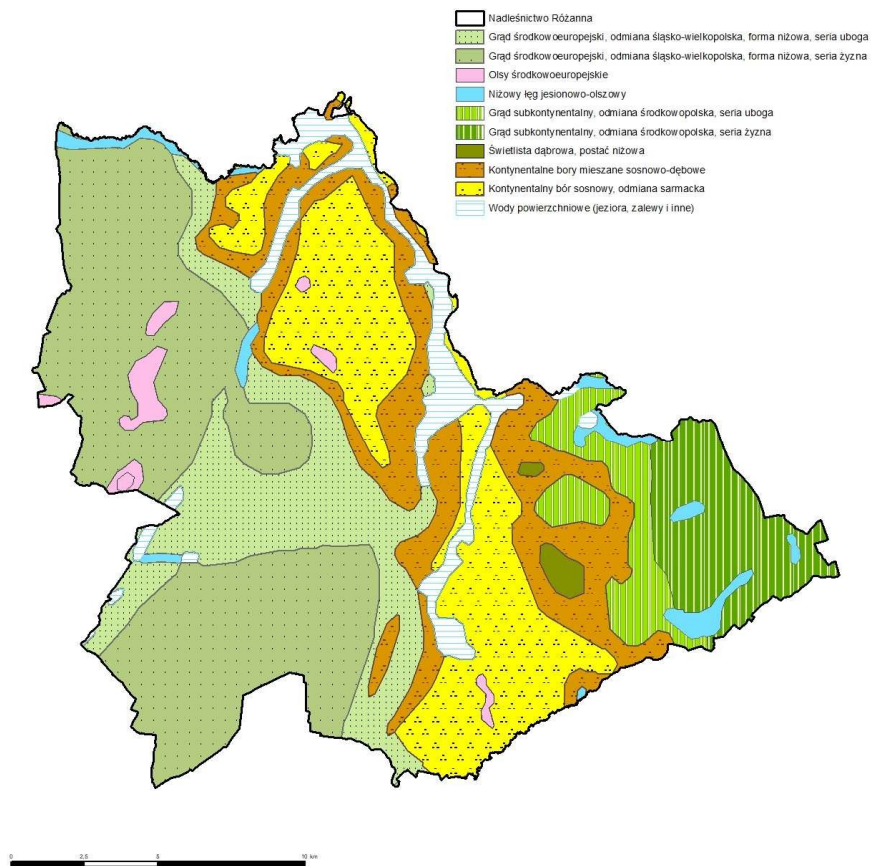 Nadleśnictwo Różanna
Grąd środkowoeuropejski, odmiana śląsko-wielkopolska, forma niżowa, seria uboga
Grąd środkowoeuropejski, odmiana śląsko-wielkopolska, forma niżowa, seria żyzna
Olsy środkowoeuropejskie
Niżowy łęg jesionowo-olszowy
Grąd subkontynentalny, odmiana środkowopolska, seria uboga
Grąd subkontynentalny, odmiana środkowopolska, seria żyzna
Świetlista dąbrowa, postać niżowa
Kontynentalne bory mieszane sosnowo-dębowe
Kontynentalny bór sosnowy, odmiana sarmacka
Wody powierzchniowe (jeziora, zalewy i inne)
0 2,5 5 10 km